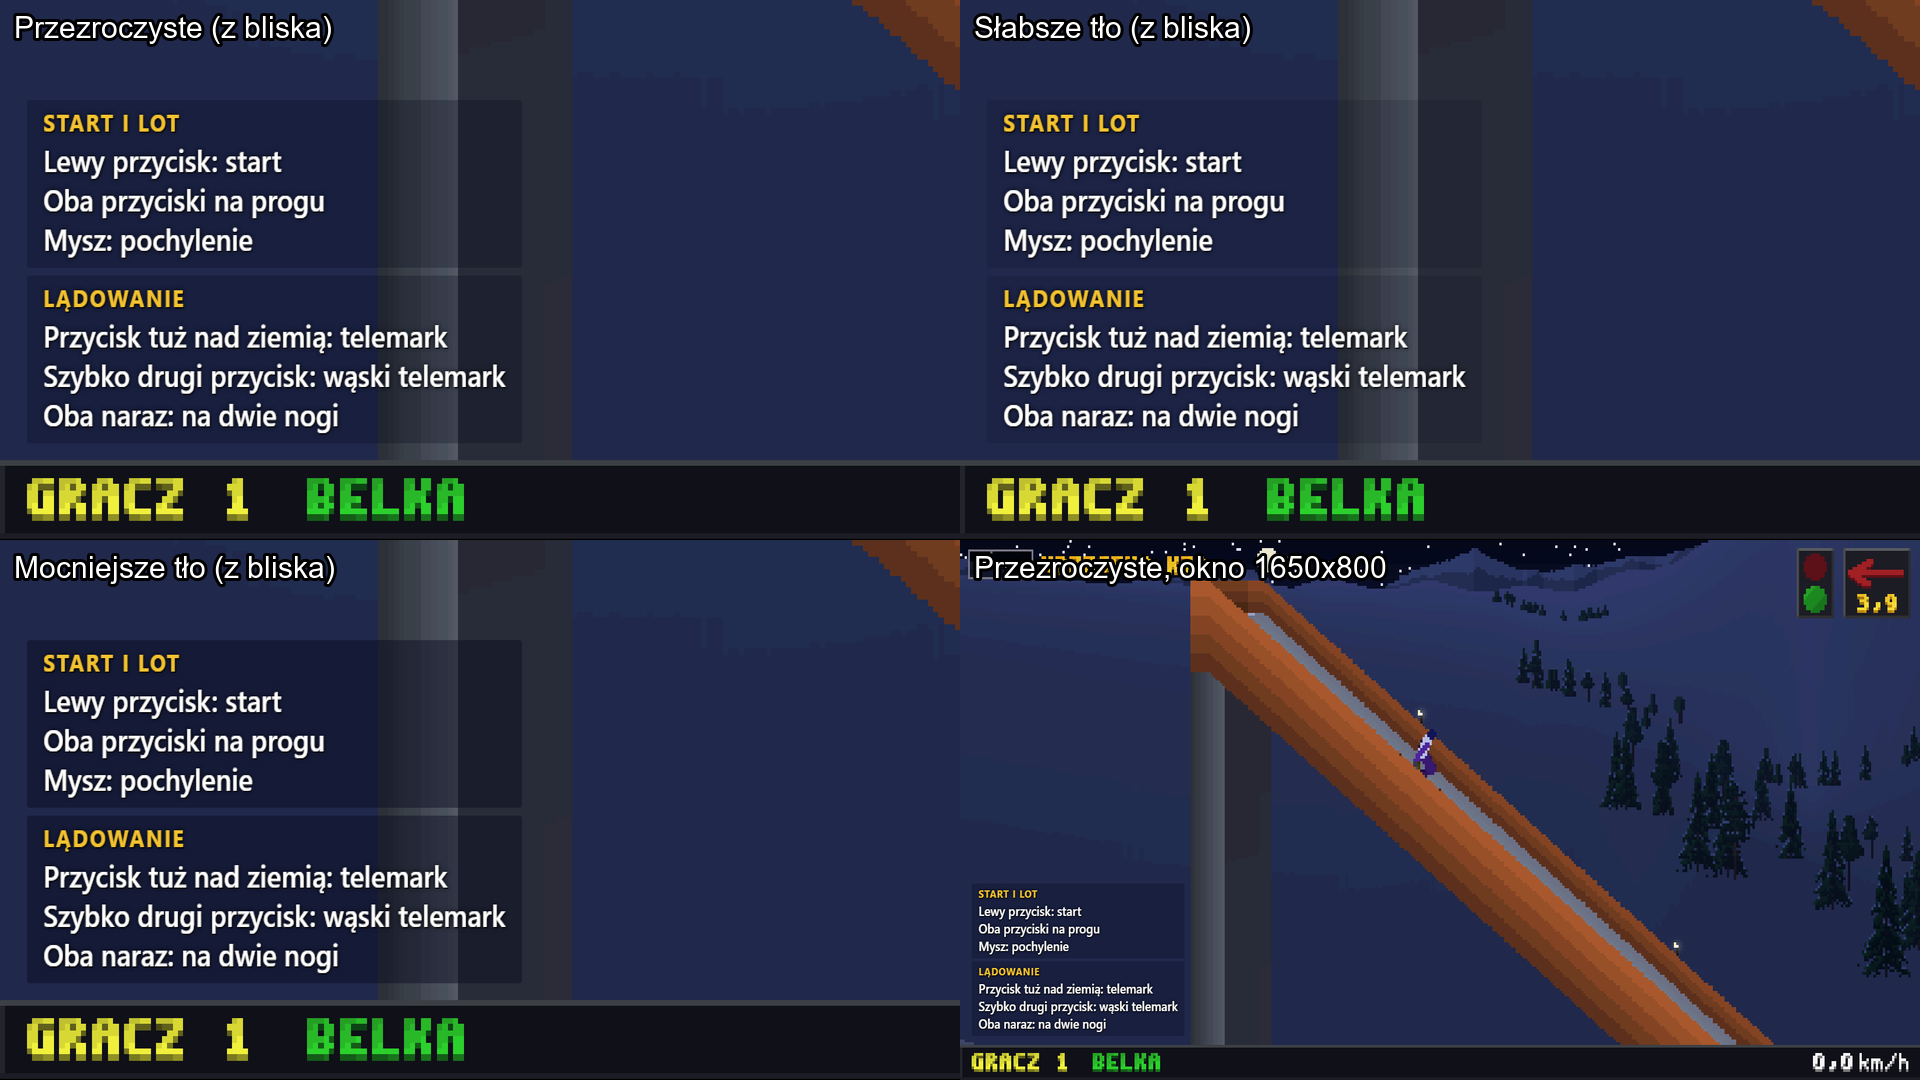 Przezroczyste (z bliska)
START I LOT
Lewy przycisk: start
Oba przyciski na progu
Mysz: pochylenie
LĄDOWANIE
Przycisk tuż nad ziemią: telemark
Szybko drugi przycisk: wąski telemark
Oba naraz: na dwie nogi
GRACZ 1 BELKA
Słabsze tło (z bliska)
START I LOT
Lewy przycisk: start
Oba przyciski na progu
Mysz: pochylenie
LĄDOWANIE
Przycisk tuż nad ziemią: telemark
Szybko drugi przycisk: wąski telemark
Oba naraz: na dwie nogi
GRACZ 1 BELKA
Mocniejsze tło (z bliska)
START I LOT
Lewy przycisk: start
Oba przyciski na progu
Mysz: pochylenie
LĄDOWANIE
Przycisk tuż nad ziemią: telemark
Szybko drugi przycisk: wąski telemark
Oba naraz: na dwie nogi
GRACZ 1 BELKA
Przezroczyste, okno 1650x800
3,9
START I LOT
Lewy przycisk: start
Oba przyciski na progu
Mysz: pochylenie
LĄDOWANIE
Przycisk tuż nad ziemią: telemark
Szybko drugi przycisk: wąski telemark
Oba naraz: na dwie nogi
GRACZ 1 BELKA
0,0 km/h